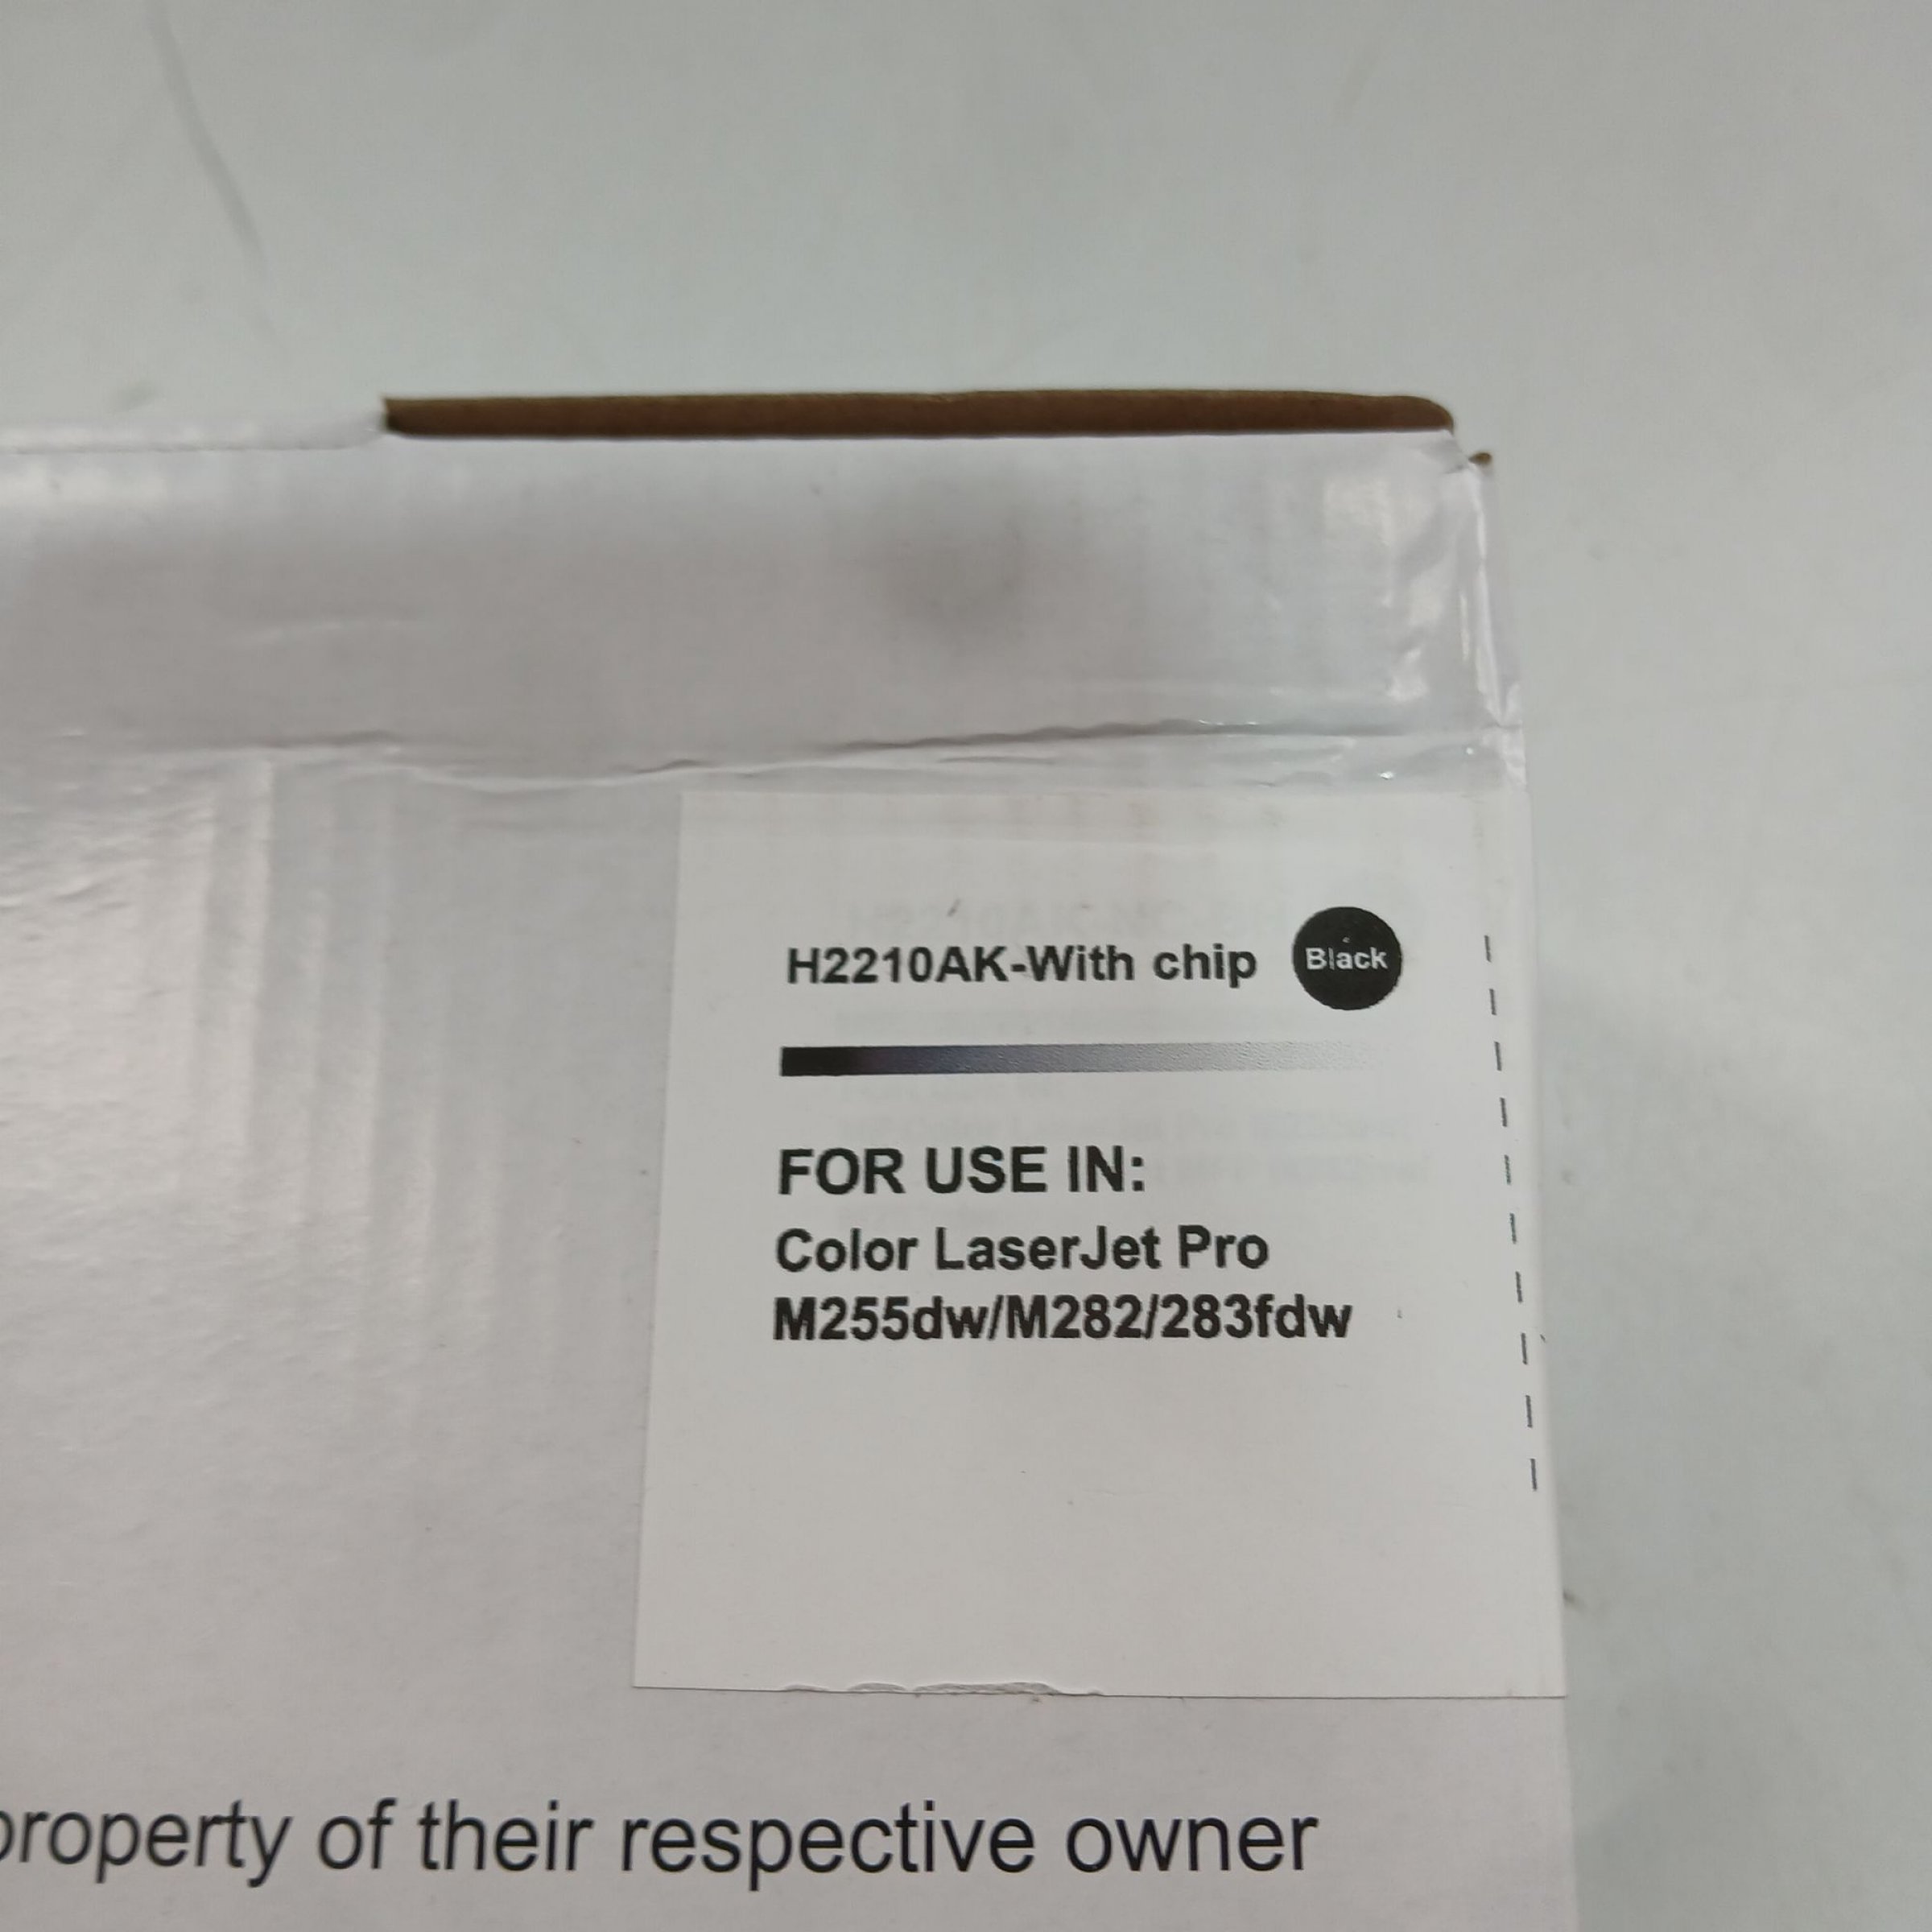 H2210AK-With chip Black
FOR USE IN:
Color LaserJet Pro
M255dw/M282/283fdw
property of their respective owner